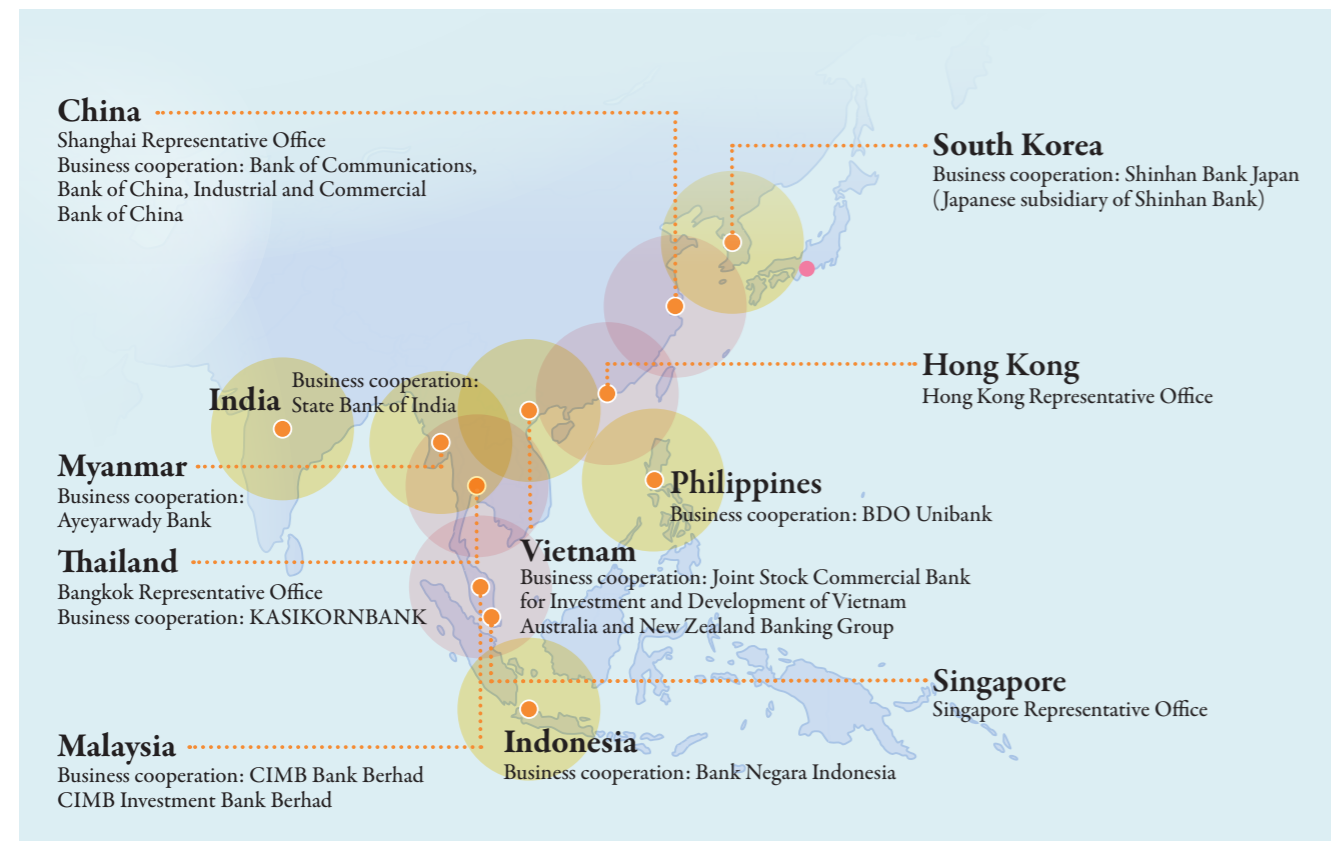 China
Shanghai Representative Office
Business cooperation: Bank of Communications,
Bank of China, Industrial and Commercial
Bank of China
South Korea
Business cooperation: Shinhan Bank Japan
(Japanese subsidiary of Shinhan Bank)
Hong Kong
Hong Kong Representative Office
India
Business cooperation:
State Bank of India
Myanmar
Business cooperation:
Ayeyarwady Bank
Philippines
Business cooperation: BDO Unibank
Thailand
Bangkok Representative Office
Business cooperation: KASIKORNBANK
Vietnam
Business cooperation: Joint Stock Commercial Bank
for Investment and Development of Vietnam
Australia and New Zealand Banking Group
Singapore
Singapore Representative Office
Malaysia
Business cooperation: CIMB Bank Berhad
CIMB Investment Bank Berhad
Indonesia
Business cooperation: Bank Negara Indonesia